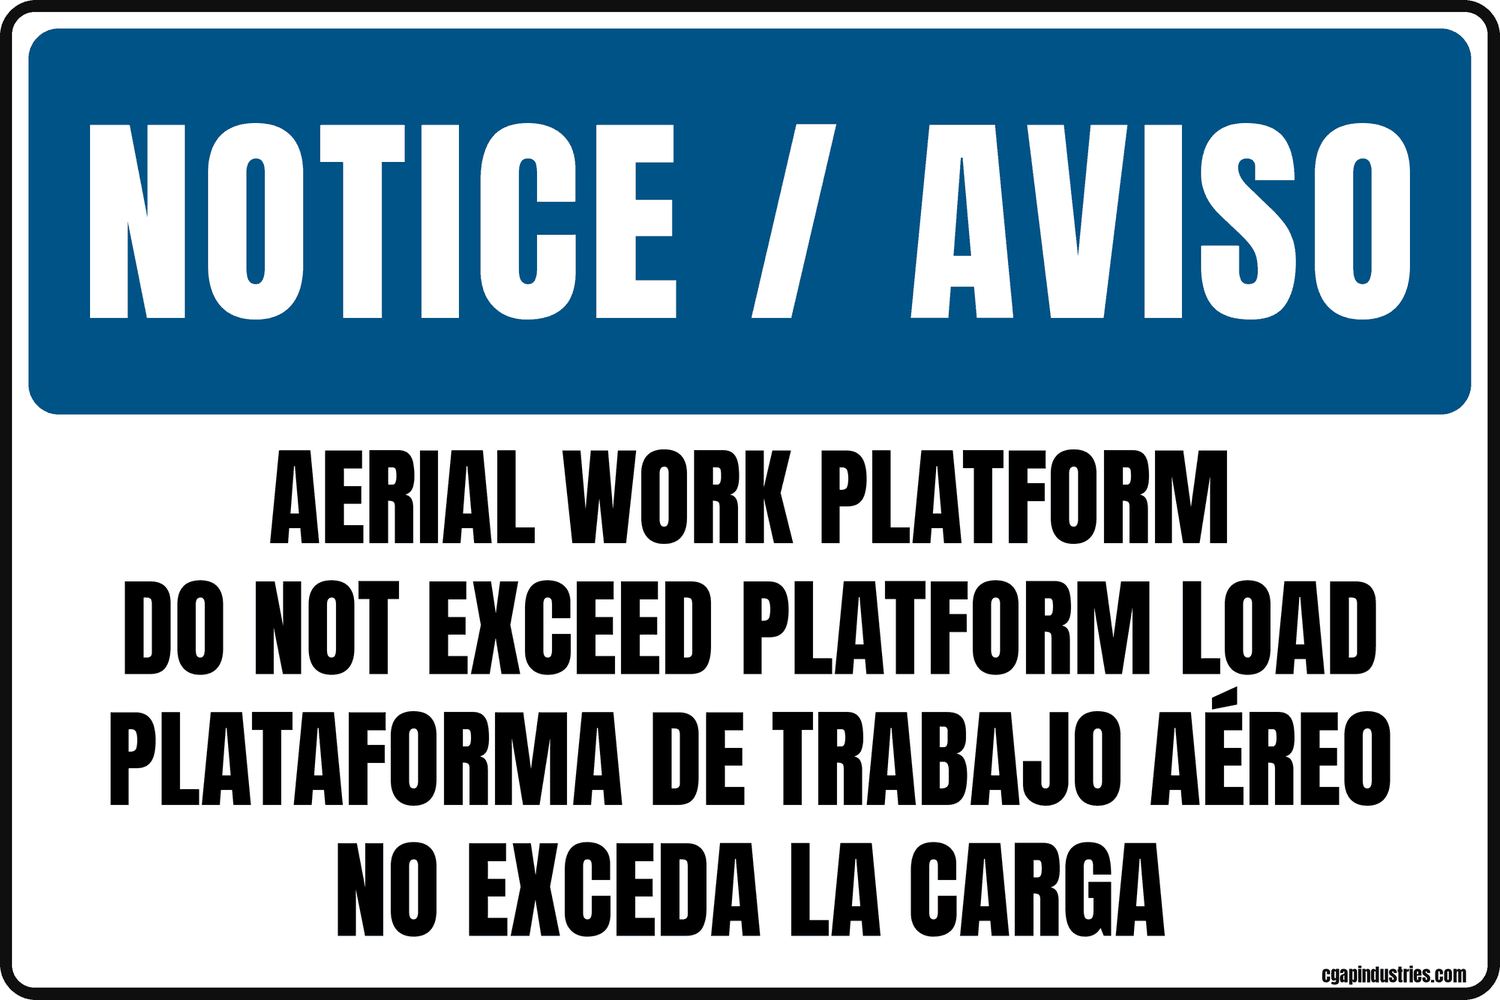 NOTICE / AVISO
AERIAL WORK PLATFORM
DO NOT EXCEED PLATFORM LOAD
PLATAFORMA DE TRABAJO AÉREO
NO EXCEDA LA CARGA
cgapindustries.com